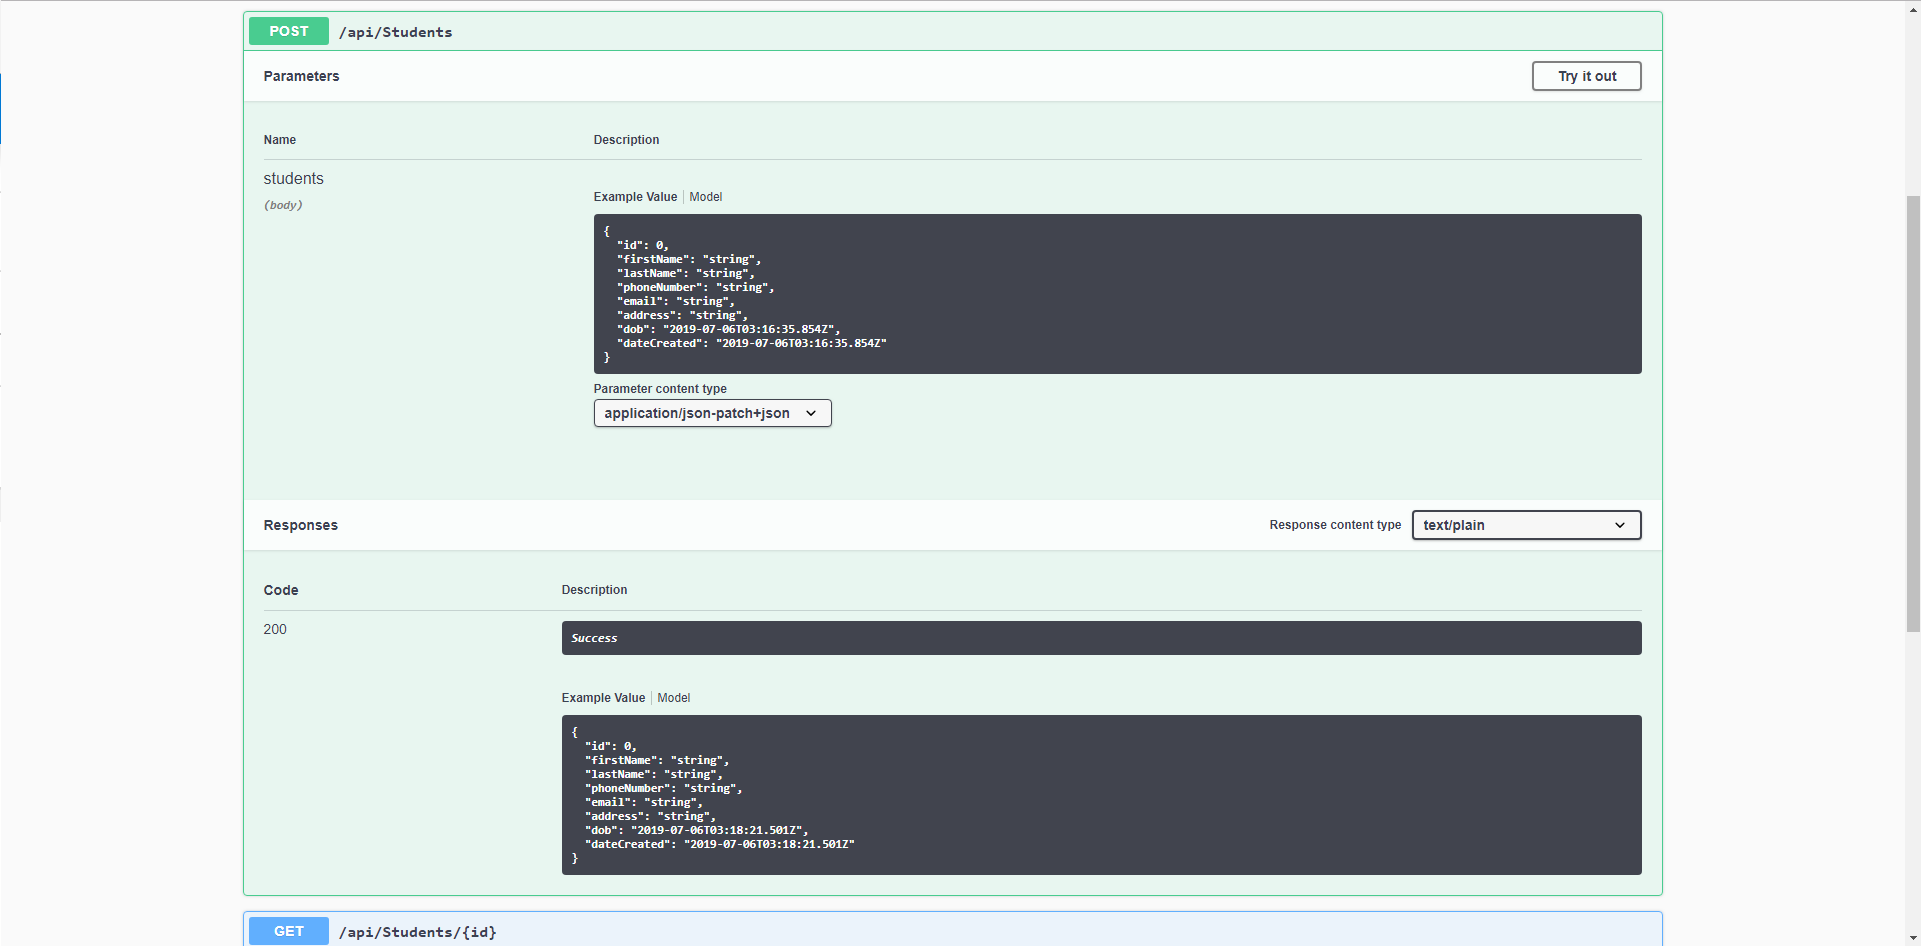 POST /api/Students
Parameters Try it out
Name Description
students
(body)
Example Value Model
{
"id": 0,
"firstName": "string",
"lastName": "string",
"phoneNumber": "string",
"email": "string",
"address": "string",
"dob": "2019-07-06T03:16:35.854Z",
"dateCreated": "2019-07-06T03:16:35.854Z"
}
Parameter content type
application/json-patch+json
Responses Response content type text/plain
Code Description
200 Success
Example Value Model
{
"id": 0,
"firstName": "string",
"lastName": "string",
"phoneNumber": "string",
"email": "string",
"address": "string",
"dob": "2019-07-06T03:18:21.501Z",
"dateCreated": "2019-07-06T03:18:21.501Z"
}
GET /api/Students/{id}